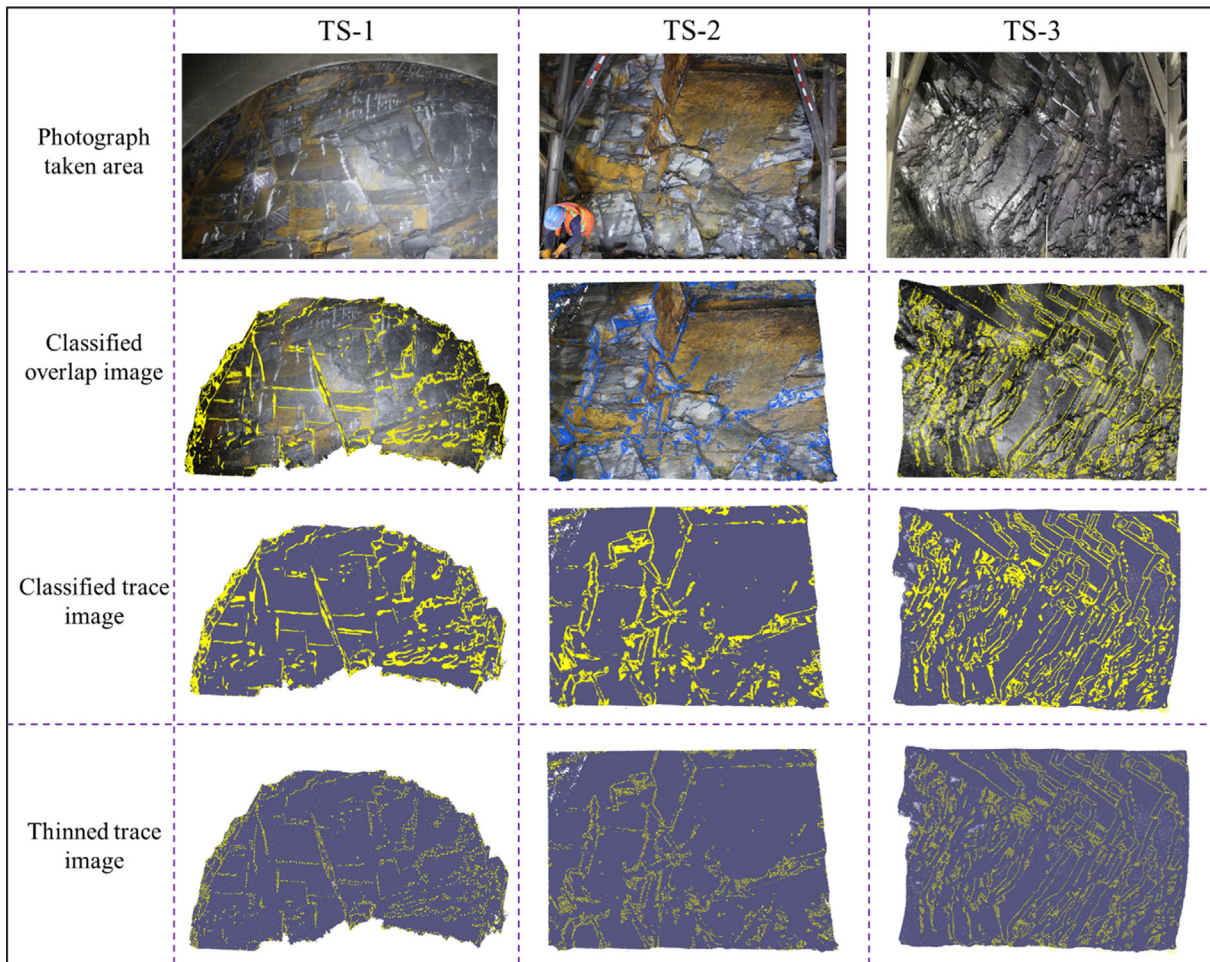 TS-1
TS-2
TS-3
Photograph
taken area
Classified
overlap image
Classified trace
image
Thinned trace
image